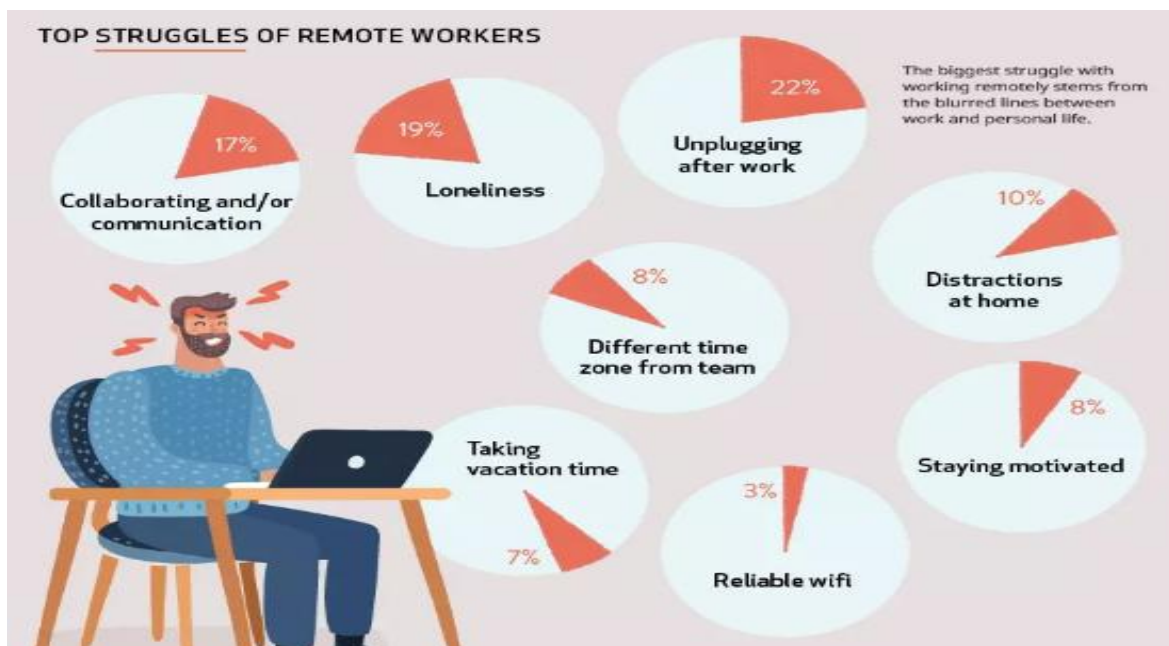 TOP STRUGGLES OF REMOTE WORKERS
17%
Collaborating and/or
communication
19%
Loneliness
22%
Unplugging
after work
The biggest struggle with
working remotely stems from
the blurred lines between
work and personal life.
10%
Distractions
at home
8%
Different time
zone from team
8%
Staying motivated
Taking
vacation time
7%
3%
Reliable wifi